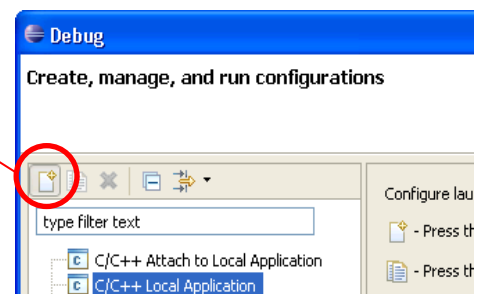 Debug
Create, manage, and run configurations
Configure lau
type filter text
- Press th
C/C++ Attach to Local Application
- Press th
C/C++ Local Application